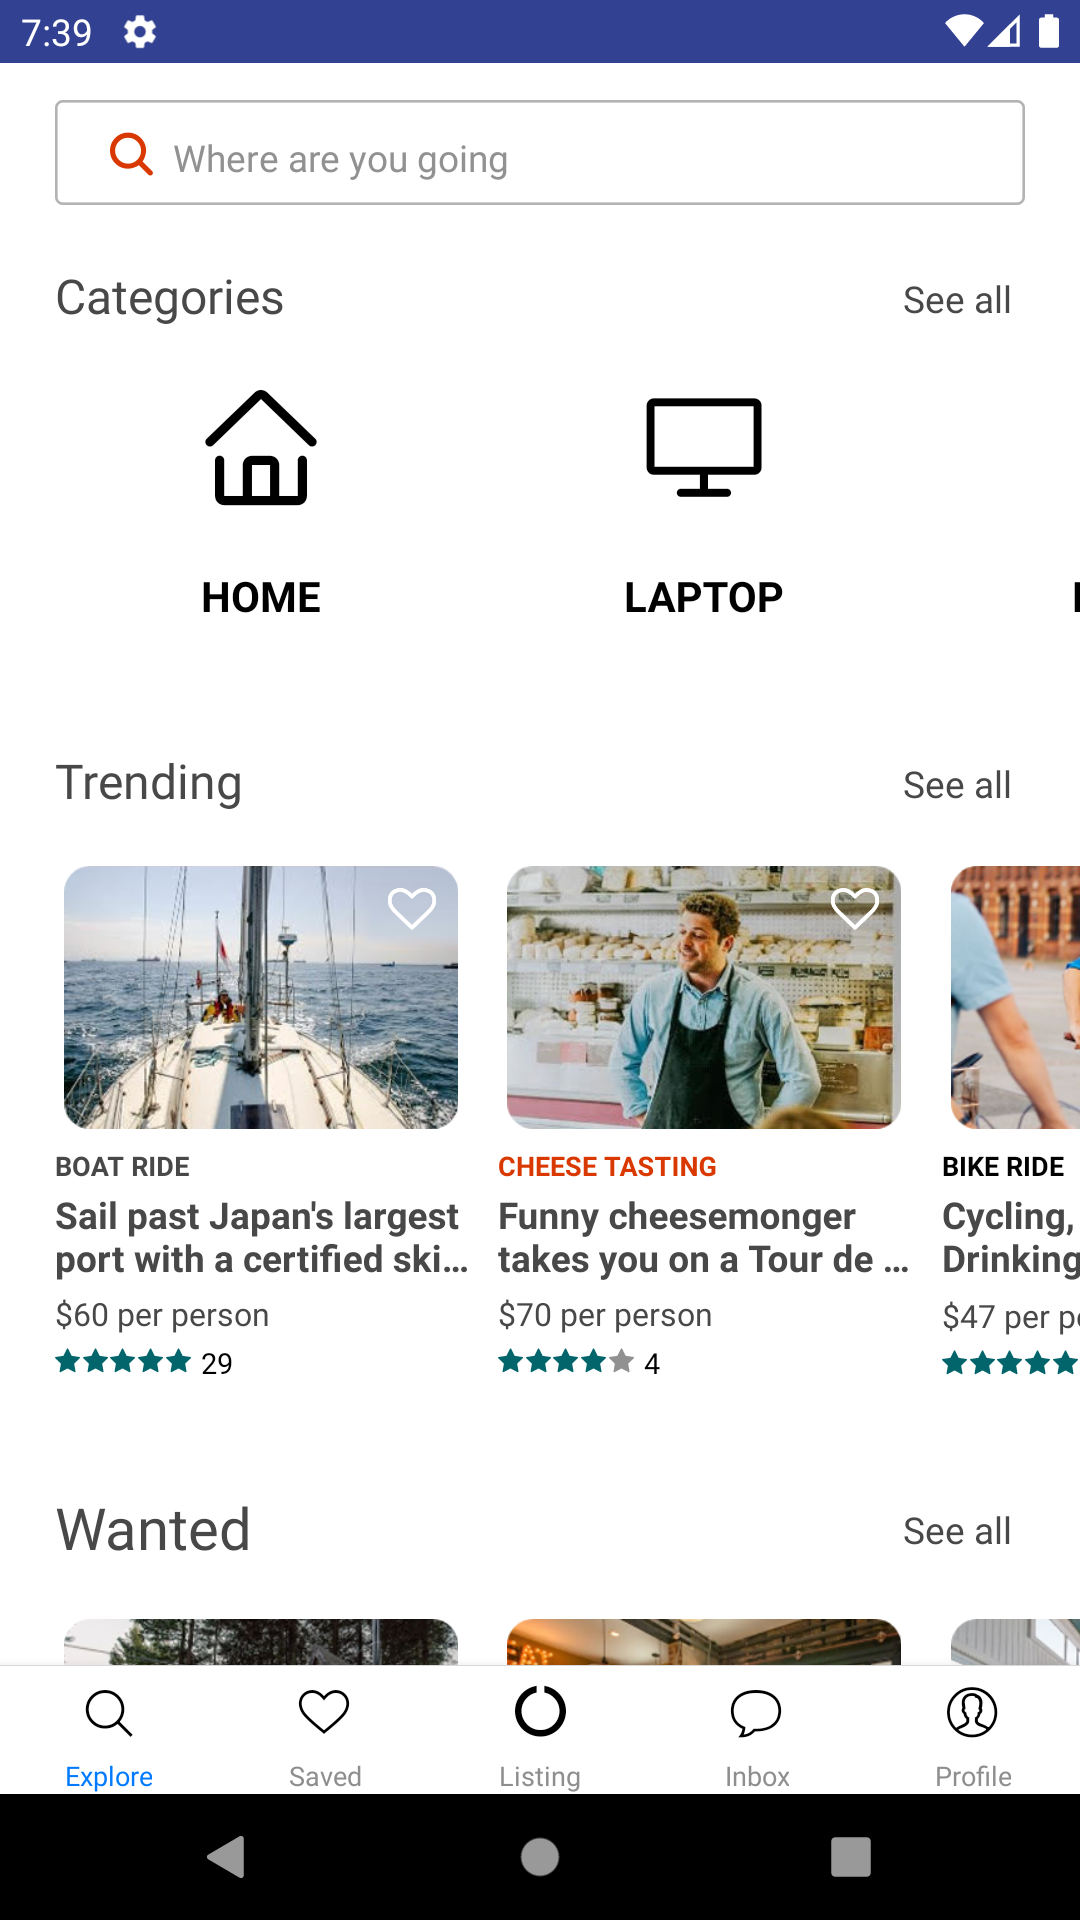 7:39
Where are you going
Categories
See all
HOME
LAPTOP
Trending
See all
BOAT RIDE
Sail past Japan's largest
port with a certified ski...
$60 per person
29
CHEESE TASTING
Funny cheesemonger
takes you on a Tour de ...
$70 per person
4
BIKE RIDE
Cycling,
Drinking
$47 per
Wanted
See all
Explore
Saved
Listing
Inbox
Profile